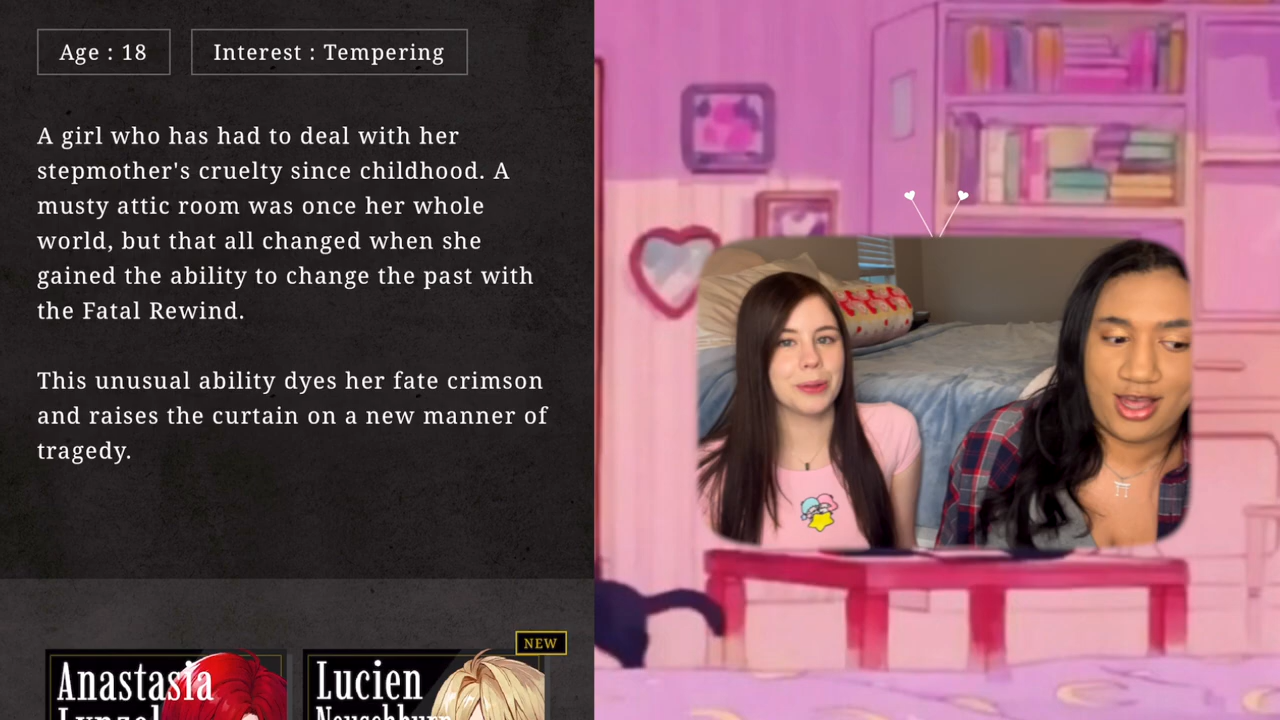 Age : 18
Interest : Tempering
A girl who has had to deal with her
stepmother's cruelty since childhood. A
musty attic room was once her whole
world, but that all changed when she
gained the ability to change the past with
the Fatal Rewind.
This unusual ability dyes her fate crimson
and raises the curtain on a new manner of
tragedy.
NEW
Anastasia
Lynzel
Lucien
Neuschburn